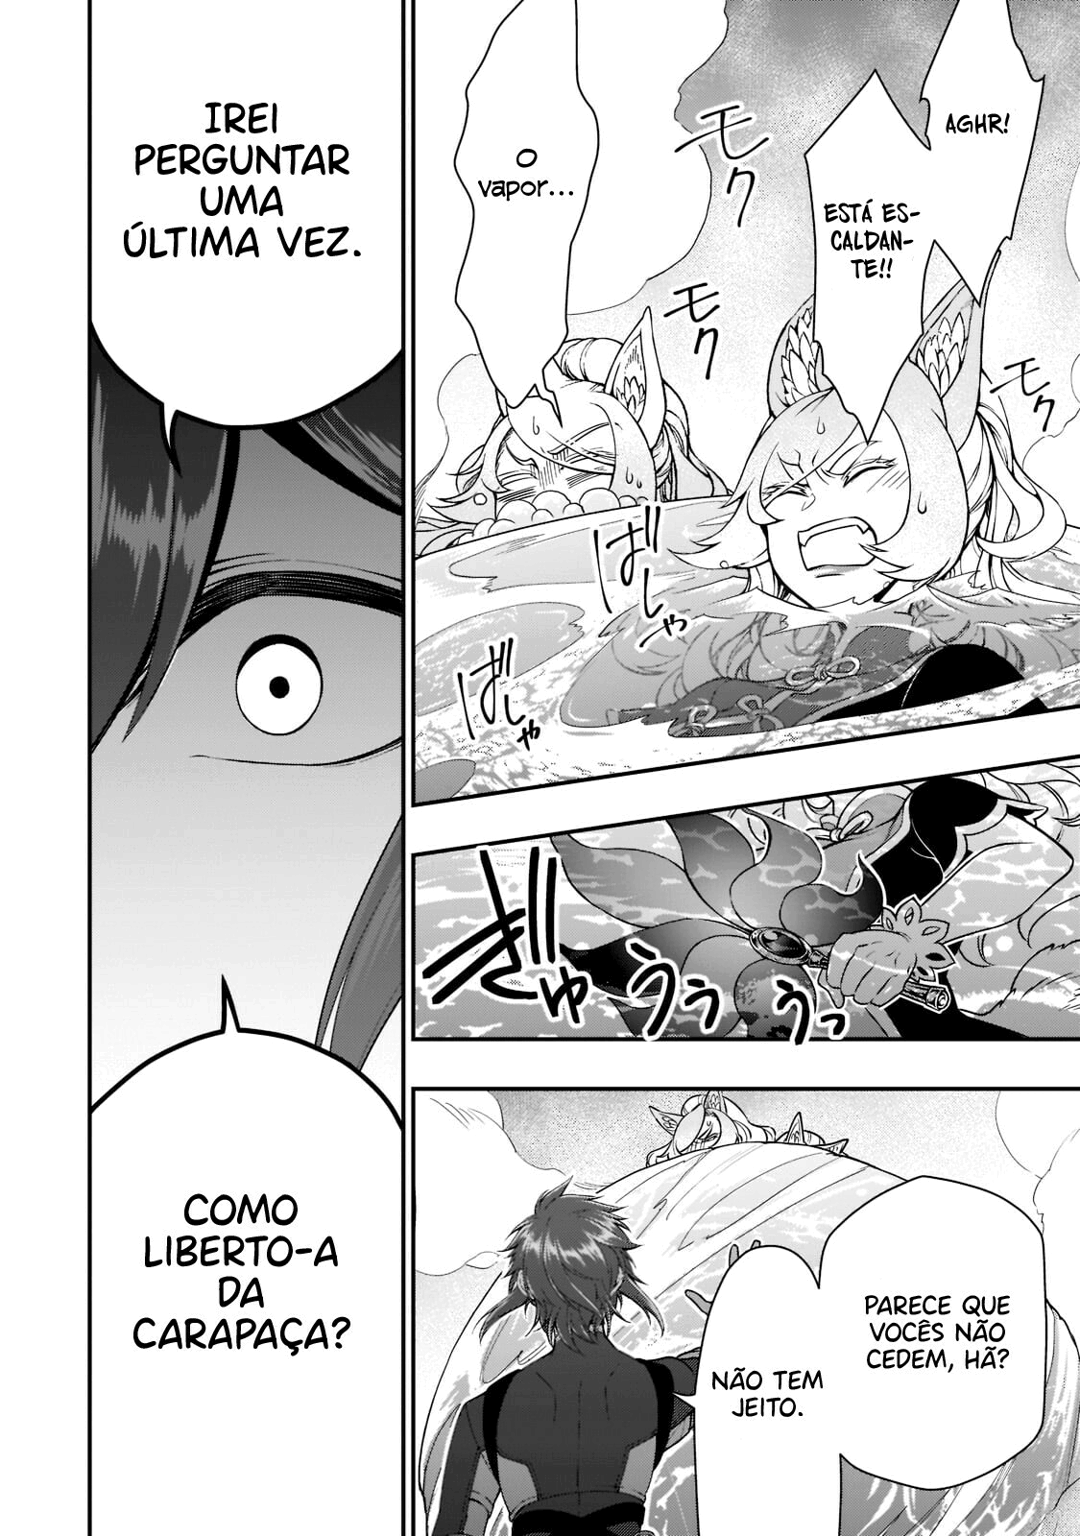 AGHR!
ESTÁ ES-
CALDAN-
TE!!
O
vapor...
モク
モク
モク
ばしゃ
ばしゃ
ぎゅうぅうっ
PARECE QUE
VOCÊS NÃO
CEDEM, HÃ?
NÃO TEM
JEITO.
IREI
PERGUNTAR
UMA
ÚLTIMA VEZ.
COMO
LIBERTO-A
DA
CARAPAÇA?